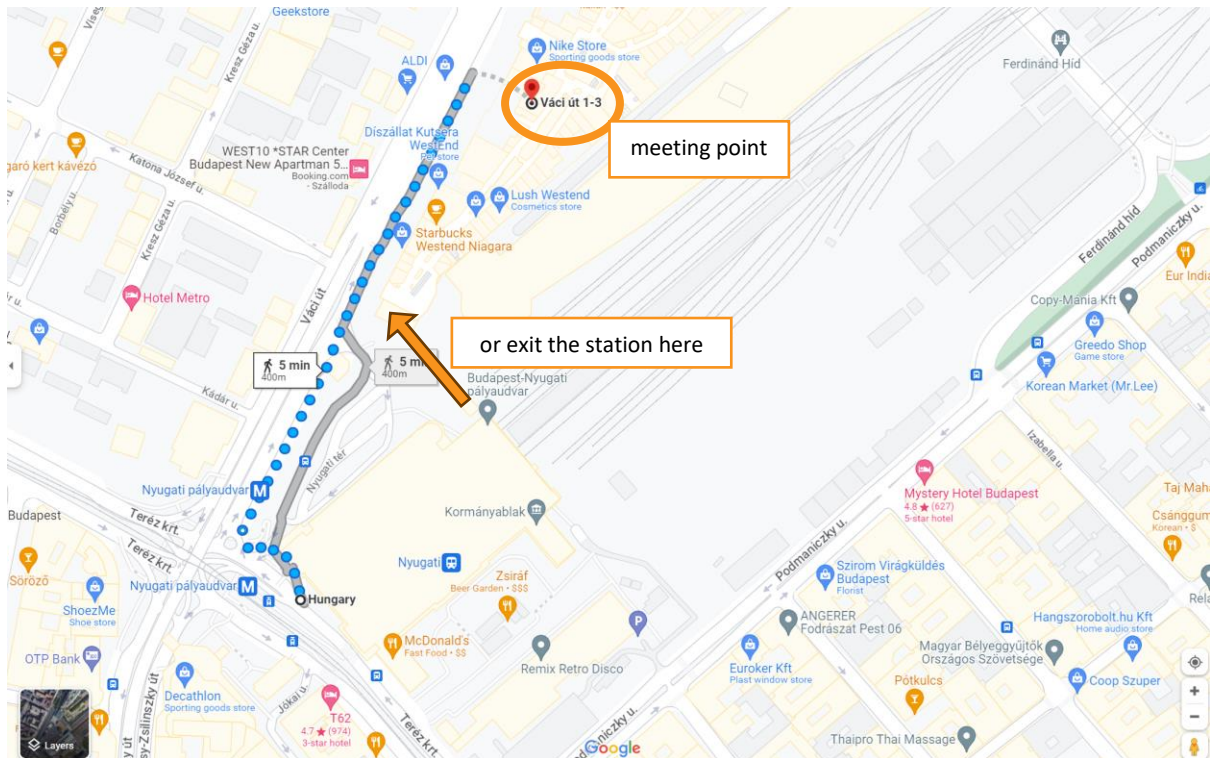 Geekstore
Viseg
Kresz Géza u.
ALDI
Nike Store
Sporting goods store
Ferdinánd Híd
Váci út 1-3
meeting point
Díszállat Kutsera
WestEnd
Pet store
WEST10 *STAR Center
Budapest New Apartman 5...
Booking.com
- Szálloda
garó kert kávézó
Katona József u.
Borbély u.
Kresz Géza u.
Lush Westend
Cosmetics store
Starbucks
Westend Niagara
Ferdinánd híd
Podmaniczky u.
Eur India
Hotel Metro
Váci út
Copy-Mania Kft
or exit the station here
Greedo Shop
Game store
5 min
400m
5 min
400m
Budapest-Nyugati
pályaudvar
Korean Market (Mr.Lee)
Kádár u.
Izabella u.
Nyugati tér
Nyugati pályaudvar
M
Mystery Hotel Budapest
4.8 ★ (627)
5-star hotel
Taj Maha
Budapest
Teréz krt.
Kormányablak
Csánggum
Korean • $
Teréz krt.
Podmaniczky u.
Nyugati
Zsiráf
Beer Garden • $$$
Söröző
Nyugati pályaudvar
M
Szirom Virágküldés
Budapest
Florist
Hungary
Rela
ShoezMe
Shoe store
ANGERER
Fodrászat Pest 06
Hangszorobolt.hu Kft
Home audio store
P
McDonald's
Fast Food • $$
Magyar Bélyeggyűjtők
Országos Szövetsége
OTP Bank
Remix Retro Disco
Euroker Kft
Plast window store
Pótkulcs
Coop Szuper
Decathlon
Sporting goods store
Jókai u.
T62
4.7 ★ (974)
3-star hotel
Teréz krt.
Layers
Google
Thaipro Thai Massage